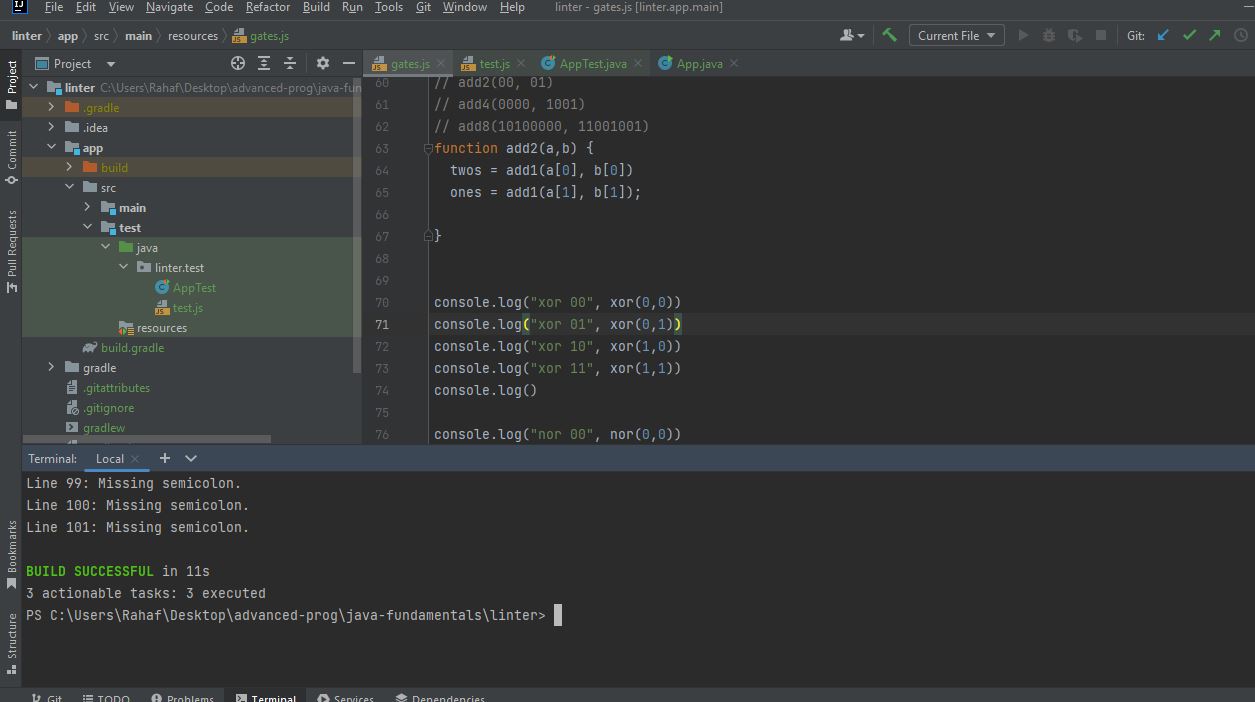 File Edit View Navigate Code Refactor Build Run Tools Git Window Help linter - gates.js [linter.app.main]
linter app src main resources gates.js Current File Git:
Project
gates.js test.js AppTest.java App.java
linter C:\Users\Rahaf\Desktop\advanced-prog\java-fun
.gradle
.idea
app
build
src
main
test
java
linter.test
AppTest
test.js
resources
build.gradle
gradle
.gitattributes
.gitignore
gradlew
60 // add2(00, 01)
61 // add4(0000, 1001)
62 // add8(10100000, 11001001)
63 function add2(a,b) {
64 twos = add1(a[0], b[0])
65 ones = add1(a[1], b[1]);
66
67 }
68
69
70 console.log("xor 00", xor(0,0))
71 console.log("xor 01", xor(0,1))
72 console.log("xor 10", xor(1,0))
73 console.log("xor 11", xor(1,1))
74 console.log()
75
76 console.log("nor 00", nor(0,0))
Project
Commit
Pull Requests
Bookmarks
Structure
Terminal: Local
Line 99: Missing semicolon.
Line 100: Missing semicolon.
Line 101: Missing semicolon.
BUILD SUCCESSFUL in 11s
3 actionable tasks: 3 executed
PS C:\Users\Rahaf\Desktop\advanced-prog\java-fundamentals\linter>
Git TODO Problems Terminal Services Dependencies